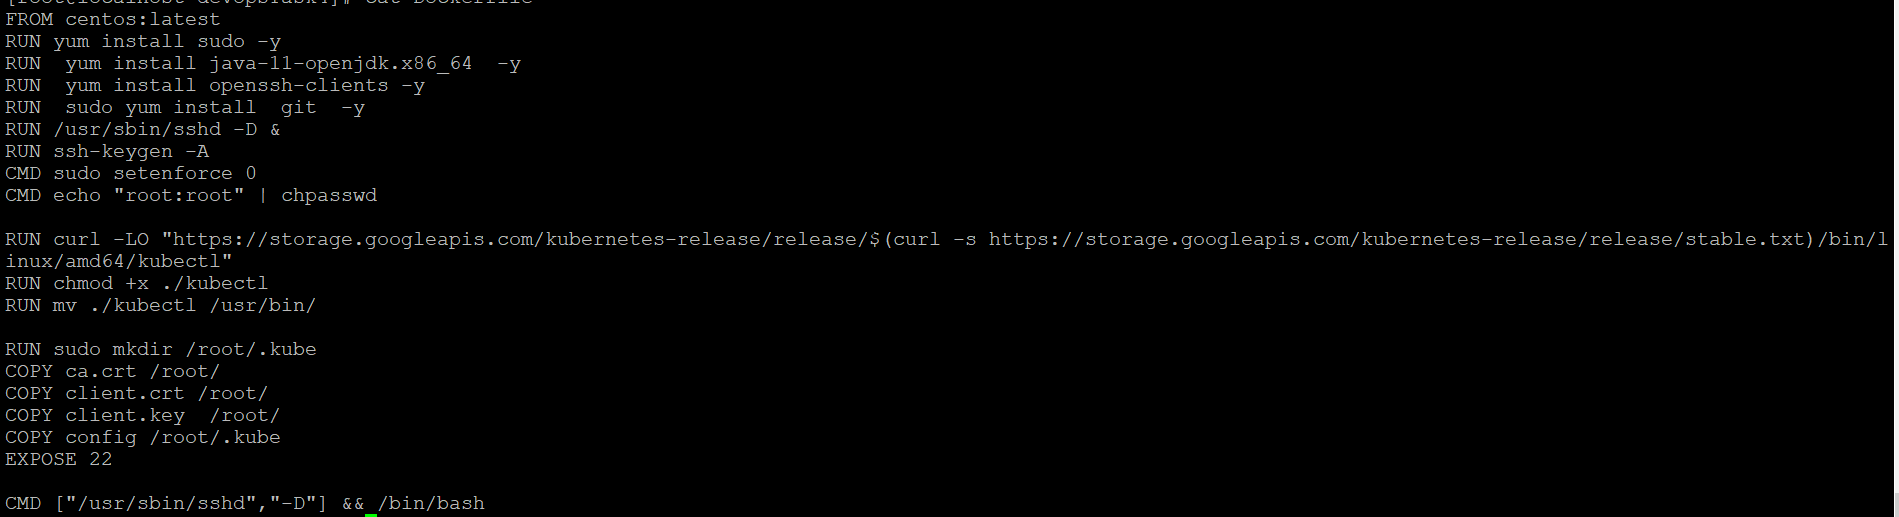 FROM centos:latest
RUN yum install sudo -y
RUN  yum install java-11-openjdk.x86_64  -y
RUN  yum install openssh-clients -y
RUN  sudo yum install  git  -y
RUN /usr/sbin/sshd -D &
RUN ssh-keygen -A
CMD sudo setenforce 0
CMD echo "root:root" | chpasswd
RUN curl -LO "https://storage.googleapis.com/kubernetes-release/release/$(curl -s https://storage.googleapis.com/kubernetes-release/release/stable.txt)/bin/l
inux/amd64/kubectl"
RUN chmod +x ./kubectl
RUN mv ./kubectl /usr/bin/
RUN sudo mkdir /root/.kube
COPY ca.crt /root/
COPY client.crt /root/
COPY client.key  /root/
COPY config /root/.kube
EXPOSE 22
CMD ["/usr/sbin/sshd","-D"] && /bin/bash